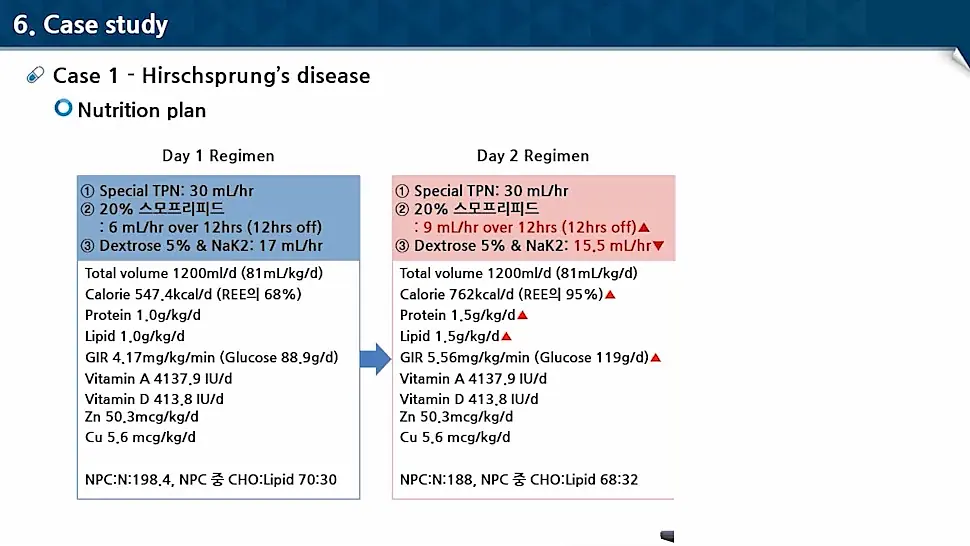 6. Case study
Case 1 - Hirschsprung's disease
Nutrition plan
Day 1 Regimen
① Special TPN: 30 mL/hr
② 20% 스모프리피드
: 6 mL/hr over 12hrs (12hrs off)
③ Dextrose 5% & NaK2: 17 mL/hr
Total volume 1200ml/d (81mL/kg/d)
Calorie 547.4kcal/d (REE의 68%)
Protein 1.0g/kg/d
Lipid 1.0g/kg/d
GIR 4.17mg/kg/min (Glucose 88.9g/d)
Vitamin A 4137.9 IU/d
Vitamin D 413.8 IU/d
Zn 50.3mcg/kg/d
Cu 5.6 mcg/kg/d
NPC:N:198.4, NPC 중 CHO:Lipid 70:30
Day 2 Regimen
① Special TPN: 30 mL/hr
② 20% 스모프리피드
: 9 mL/hr over 12hrs (12hrs off)▲
③ Dextrose 5% & NaK2: 15.5 mL/hr▼
Total volume 1200ml/d (81mL/kg/d)
Calorie 762kcal/d (REE의 95%)▲
Protein 1.5g/kg/d▲
Lipid 1.5g/kg/d▲
GIR 5.56mg/kg/min (Glucose 119g/d)▲
Vitamin A 4137.9 IU/d
Vitamin D 413.8 IU/d
Zn 50.3mcg/kg/d
Cu 5.6 mcg/kg/d
NPC:N:188, NPC 중 CHO:Lipid 68:32